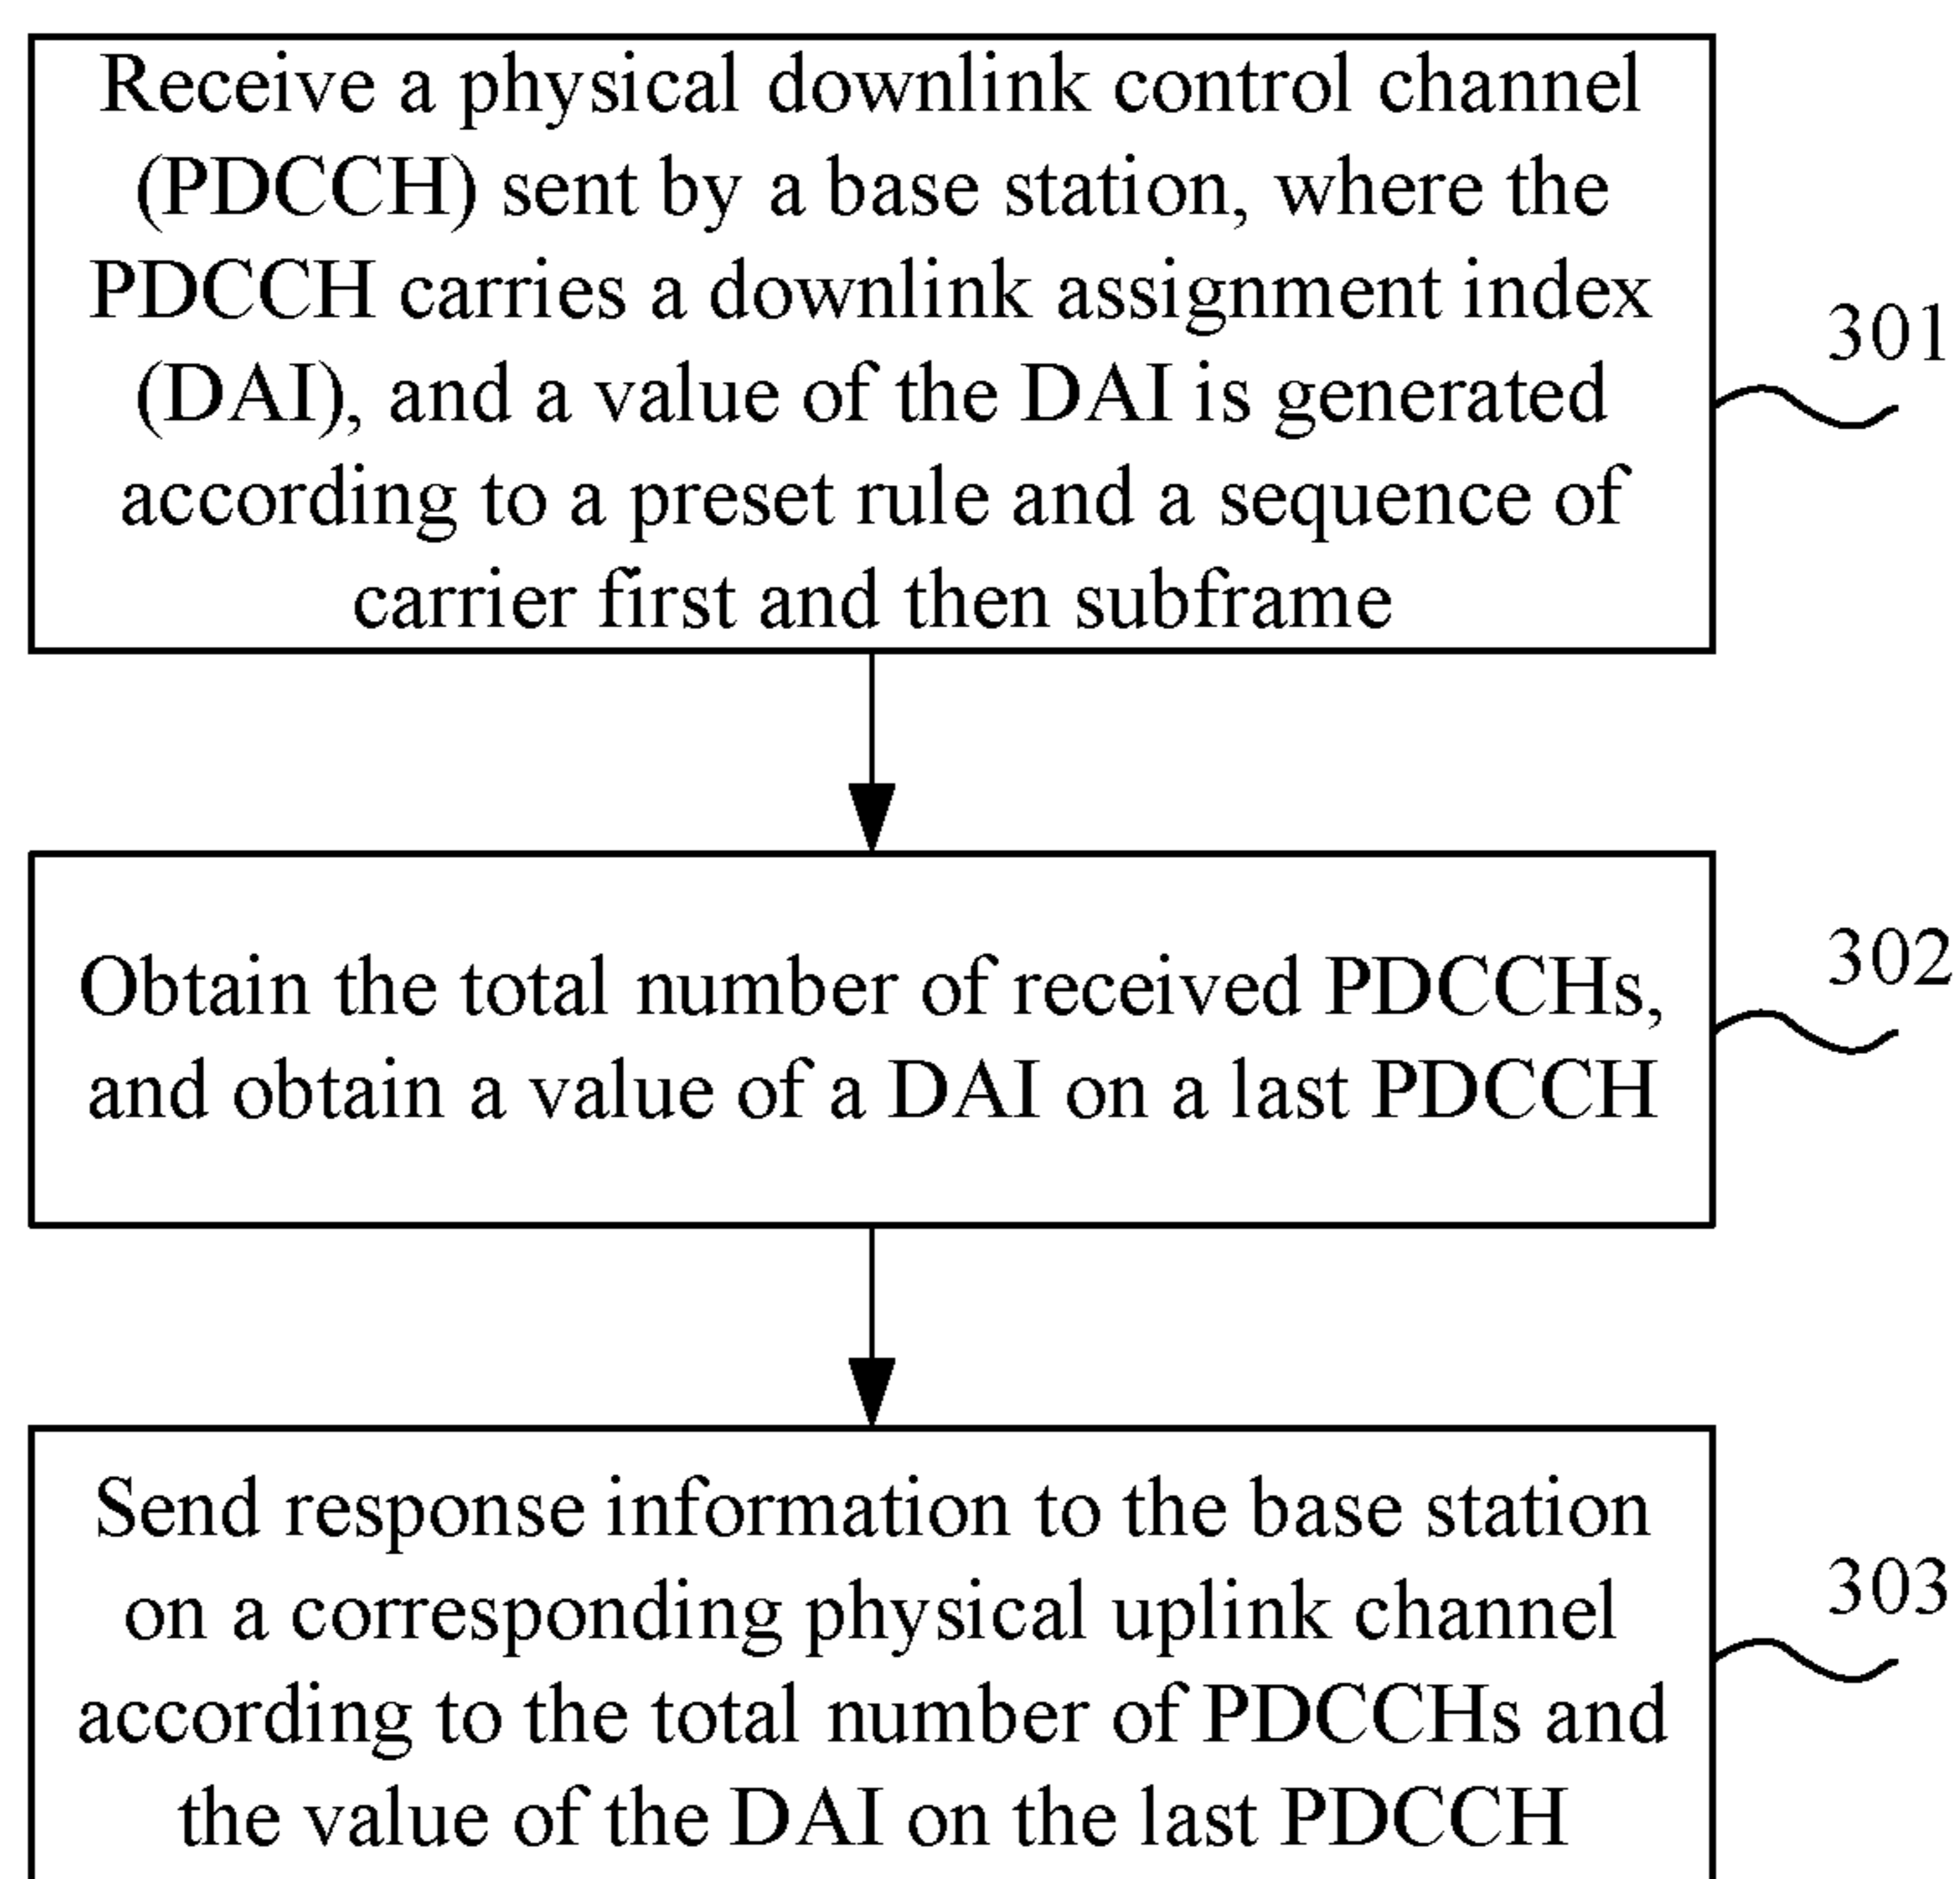 Receive a physical downlink control channel
(PDCCH) sent by a base station, where the
PDCCH carries a downlink assignment index
(DAI), and a value of the DAI is generated
according to a preset rule and a sequence of
carrier first and then subframe
301
Obtain the total number of received PDCCHs,
and obtain a value of a DAI on a last PDCCH
302
Send response information to the base station
on a corresponding physical uplink channel
according to the total number of PDCCHs and
the value of the DAI on the last PDCCH
303